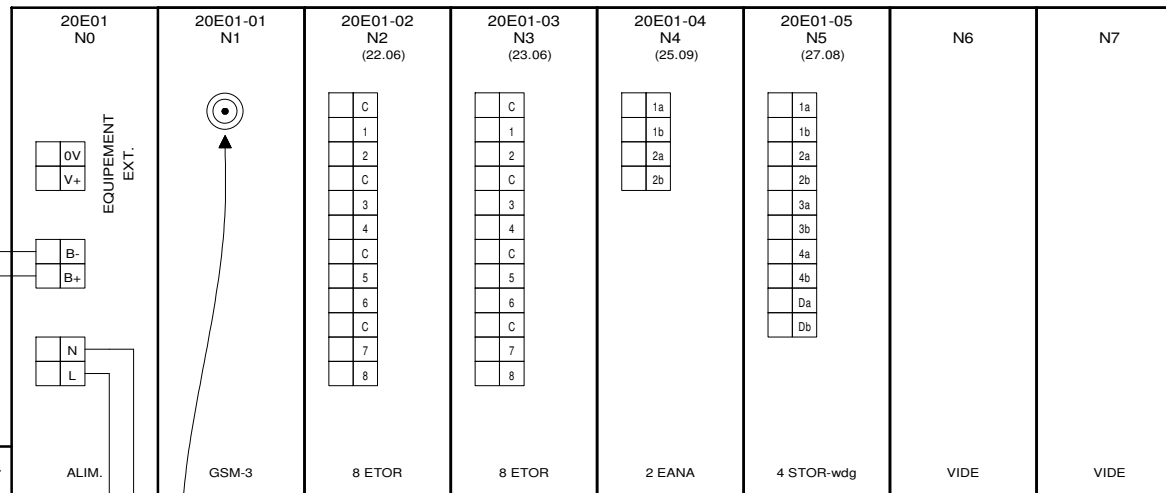 20E01
N0
EQUIPEMENT
EXT.
0V
V+
B-
B+
N
L
ALIM.
20E01-01
N1
GSM-3
20E01-02
N2
(22.06)
C
1
2
C
3
4
C
5
6
C
7
8
8 ETOR
20E01-03
N3
(23.06)
C
1
2
C
3
4
C
5
6
C
7
8
8 ETOR
20E01-04
N4
(25.09)
1a
1b
2a
2b
2 EANA
20E01-05
N5
(27.08)
1a
1b
2a
2b
3a
3b
4a
4b
Da
Db
4 STOR-wdg
N6
VIDE
N7
VIDE